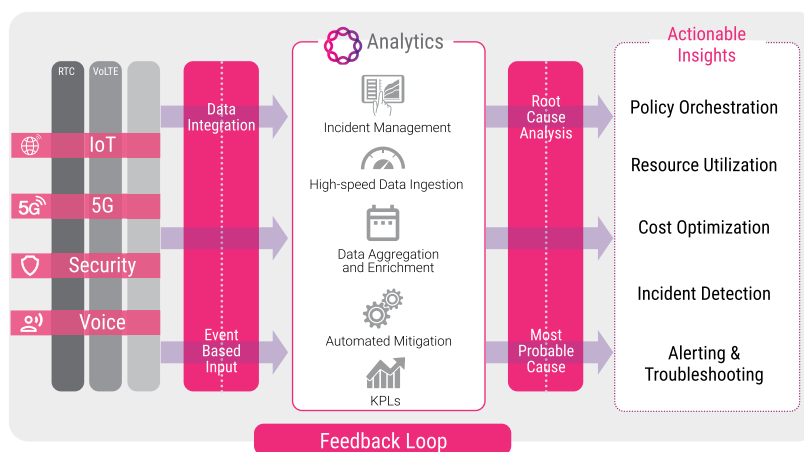 RTC
VoLTE
IoT
5G
5G
Security
Voice
Data
Integration
Event
Based
Input
Analytics
Incident Management
High-speed Data Ingestion
Data Aggregation
and Enrichment
Automated Mitigation
KPLs
Root
Cause
Analysis
Most
Probable
Cause
Actionable
Insights
Policy Orchestration
Resource Utilization
Cost Optimization
Incident Detection
Alerting &
Troubleshooting
Feedback Loop